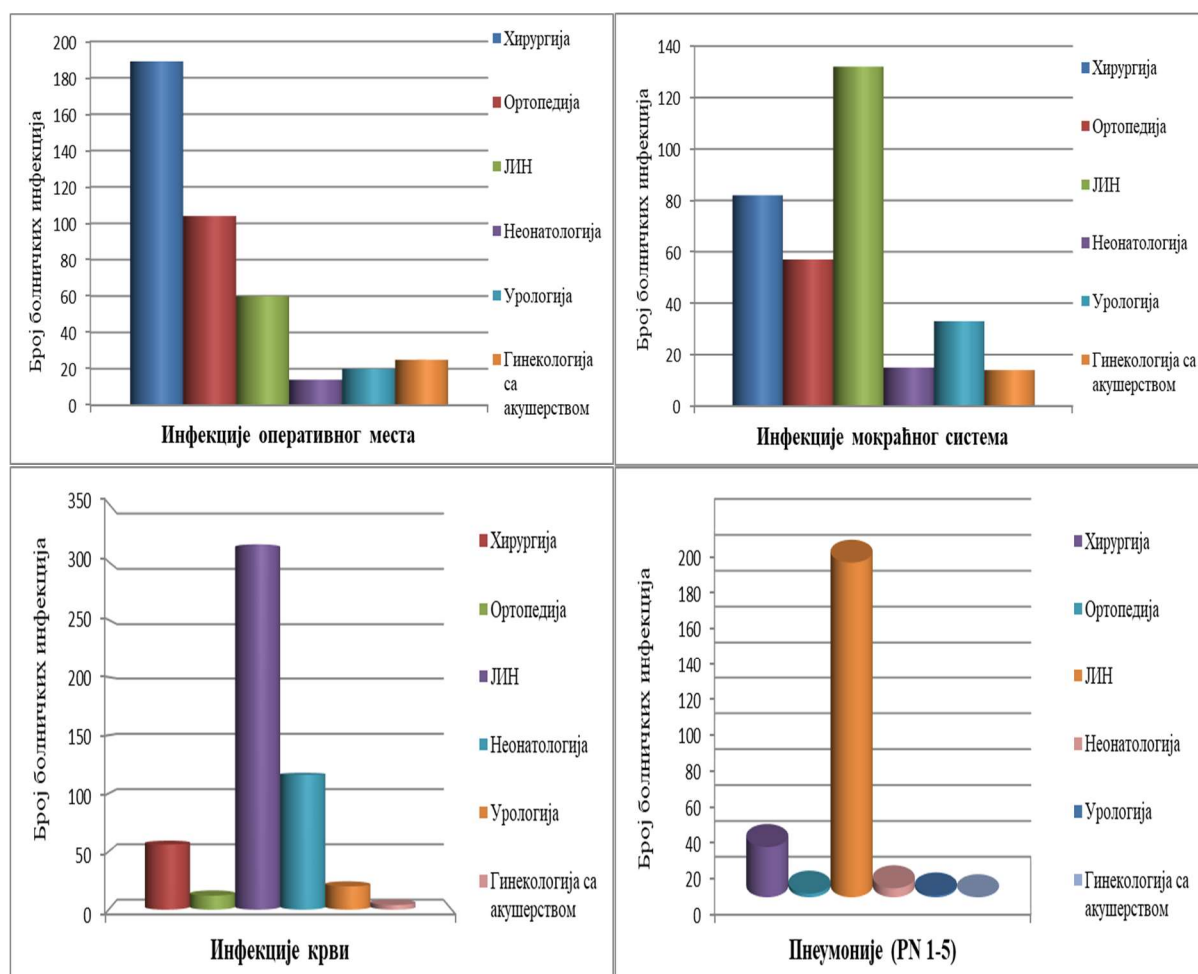 Број болничких инфекција
200
180
160
140
120
100
80
60
40
20
0
Хирургија
Ортопедија
ЈИН
Неонатологија
Урологија
Гинекологија
са
акушерством
Инфекције оперативног места
Број болничких инфекција
140
120
100
80
60
40
20
0
Хирургија
Ортопедија
ЈИН
Неонатологија
Урологија
Гинекологија са
акушерством
Инфекције мокраћног система
Број болничких инфекција
350
300
250
200
150
100
50
0
Хирургија
Ортопедија
ЈИН
Неонатологија
Урологија
Гинекологија са
акушерством
Инфекције крви
Број болничких инфекција
200
180
160
140
120
100
80
60
40
20
0
Хирургија
Ортопедија
ЈИН
Неонатологија
Урологија
Гинекологија са
акушерством
Пнеумоније (PN 1-5)